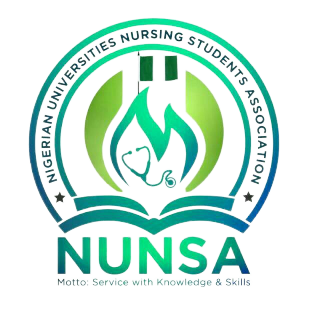 NIGERIAN UNIVERSITIES NURSING STUDENTS ASSOCIATION
NUNSA
Motto: Service with Knowledge & Skills